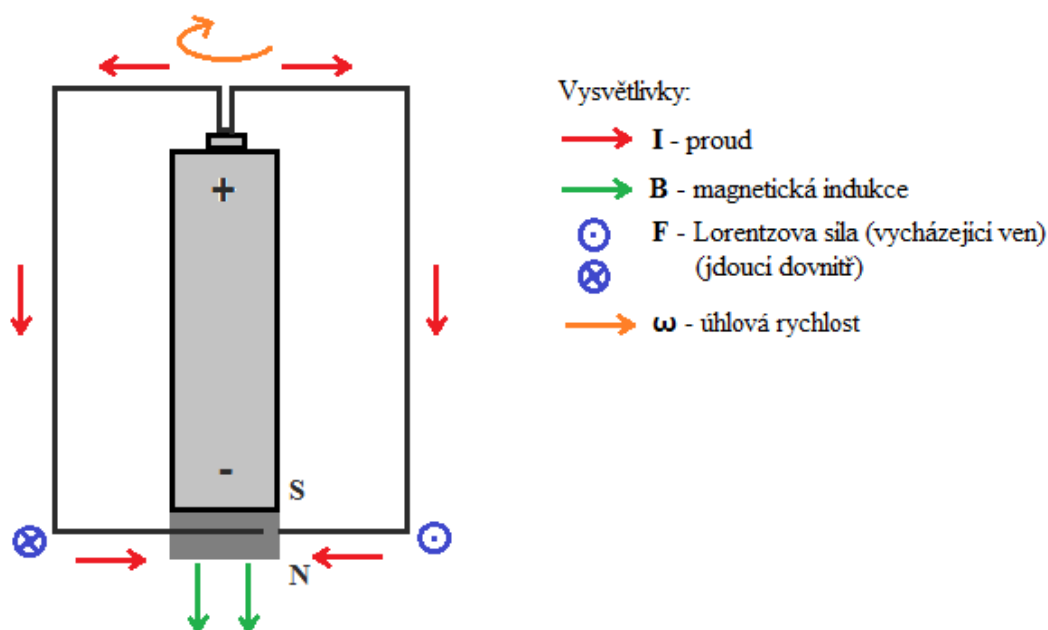 +
-
S
N
Vysvětlivky:
I - proud
B - magnetická indukce
F - Lorentzova síla (vycházející ven)
(jdoucí dovnitř)
ω - úhlová rychlost